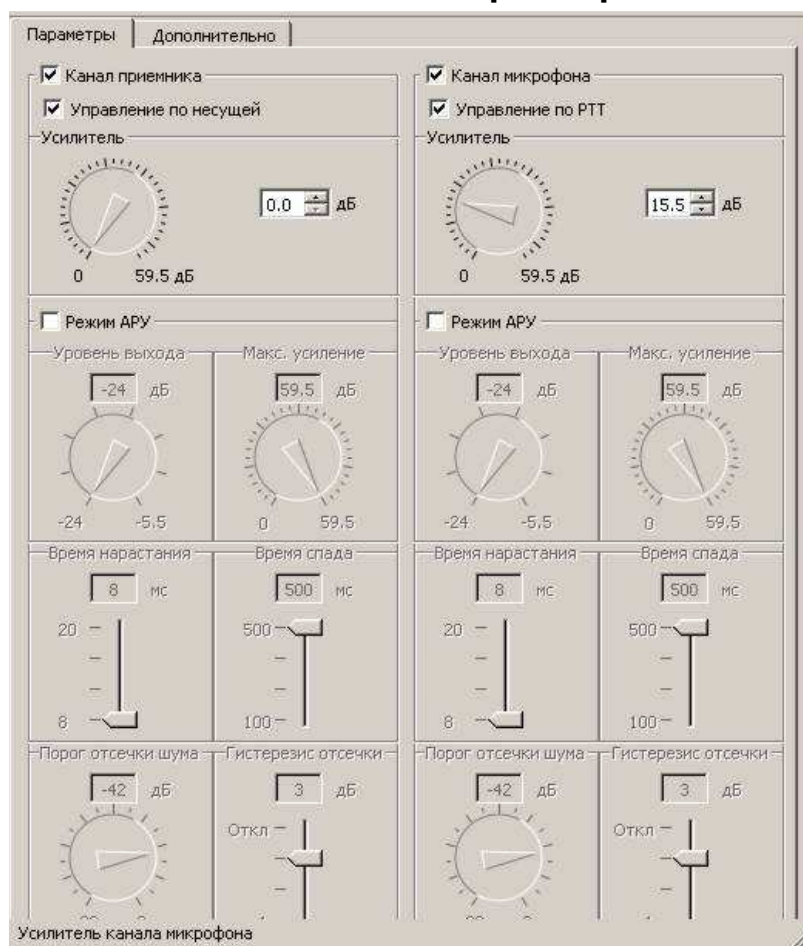 Параметры Дополнительно
Канал приемника
Управление по несущей
Усилитель
0.0 дБ
0 59.5 дБ
Режим АРУ
Уровень выхода Макс. усиление
-24 дБ 59.5 дБ
-24 -5.5 0 59.5
Время нарастания Время спада
8 мс 500 мс
20 500
8 100
Порог отсечки шума Гистерезис отсечки
-42 дБ 3 дБ
Откл
Канал микрофона
Управление по PTT
Усилитель
15.5 дБ
0 59.5 дБ
Режим АРУ
Уровень выхода Макс. усиление
-24 дБ 59.5 дБ
-24 -5.5 0 59.5
Время нарастания Время спада
8 мс 500 мс
20 500
8 100
Порог отсечки шума Гистерезис отсечки
-42 дБ 3 дБ
Откл
Усилитель канала микрофона